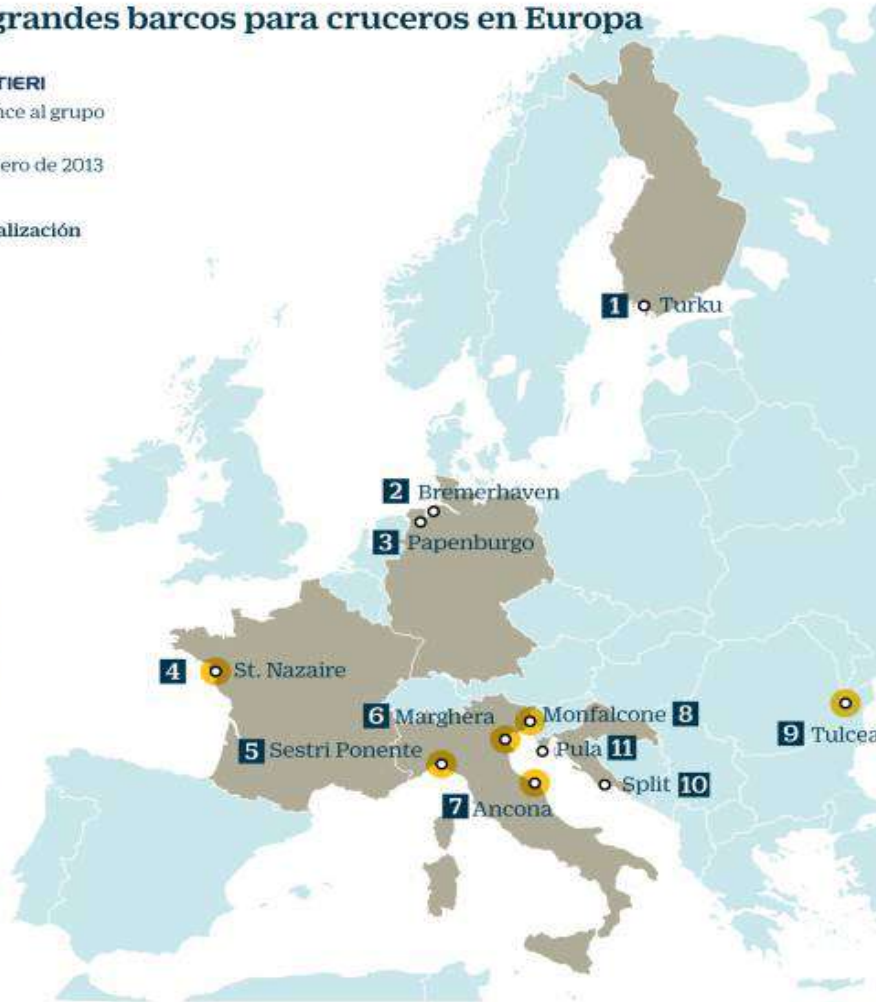 grandes barcos para cruceros en Europa
TIERI
nce al grupo
ero de 2013
alización
1 Turku
2 Bremerhaven
3 Papenburgo
4 St. Nazaire
6 Marghera
Monfalcone 8
5 Sestri Ponente
Pula 11
9 Tulcea
Split 10
7 Ancona